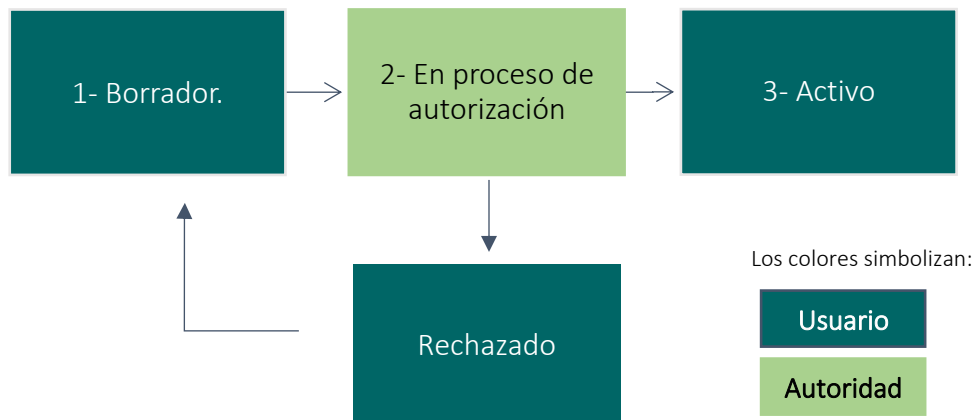 1- Borrador.
2- En proceso de
autorización
3- Activo
Rechazado
Los colores simbolizan:
Usuario
Autoridad